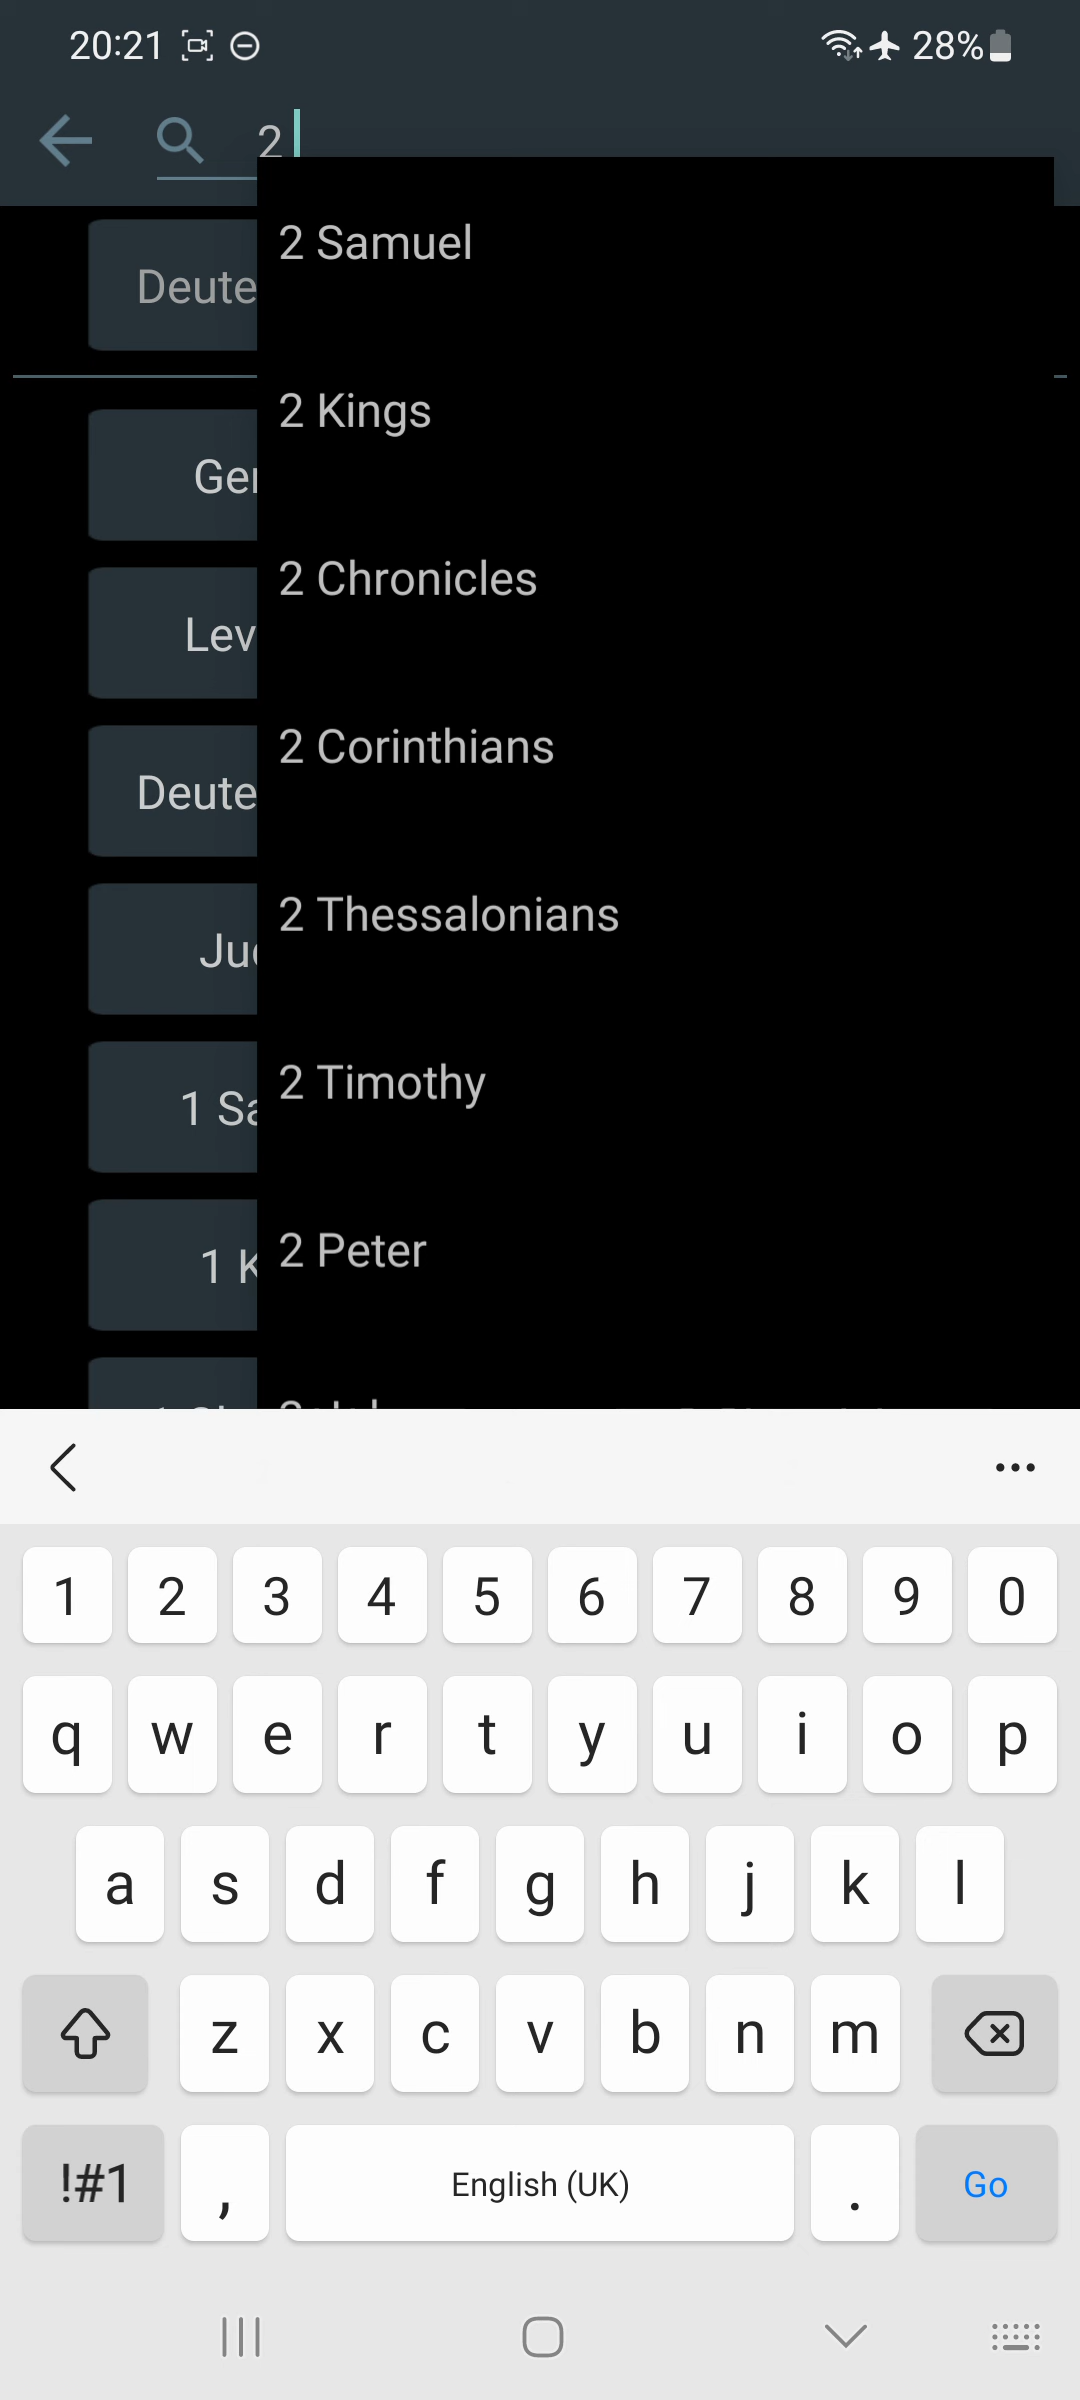 20:21 28%
2
2 Samuel
2 Kings
2 Chronicles
2 Corinthians
2 Thessalonians
2 Timothy
2 Peter
Deute
Ger
Lev
Deute
Jud
1 Sa
1 K
1 2 3 4 5 6 7 8 9 0
q w e r t y u i o p
a s d f g h j k l
z x c v b n m
!#1 , English (UK) . Go